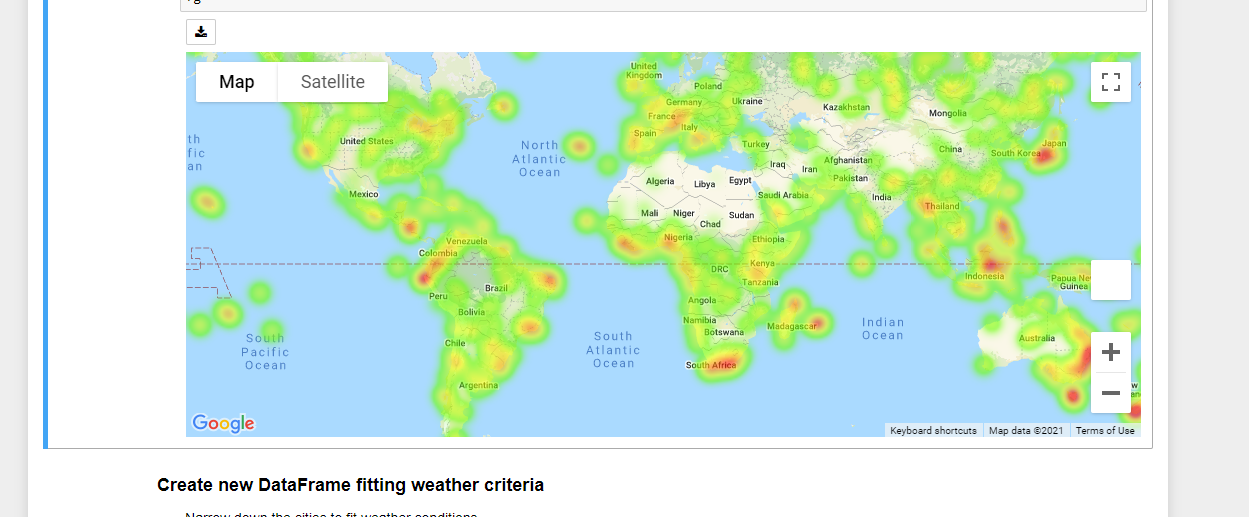 Map
Satellite
United
Kingdom
Poland
Germany
Ukraine
Kazakhstan
Mongolia
France
Italy
Spain
United States
North
Atlantic
Ocean
Turkey
China
Japan
South Korea
th
fic
an
Iraq
Iran
Afghanistan
Pakistan
Algeria
Libya
Egypt
Saudi Arabia
India
Mexico
Thailand
Mali
Niger
Chad
Sudan
Nigeria
Ethiopia
Venezuela
Colombia
DRC
Kenya
Tanzania
Indonesia
Papua Ne
Guinea
Brazil
Peru
Bolivia
Angola
Namibia
Botswana
Madagascar
Indian
Ocean
Australia
South
Pacific
Ocean
South
Atlantic
Ocean
Chile
South Africa
Argentina
w
an
Google
Keyboard shortcuts
Map data ©2021
Terms of Use
Create new DataFrame fitting weather criteria
Narrow down the cities to fit weather conditions